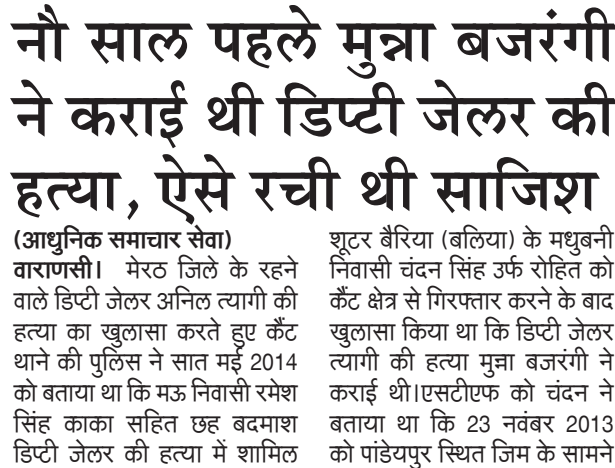 नौ साल पहले मुन्ना बजरंगी
ने कराई थी डिप्टी जेलर की
हत्या, ऐसे रची थी साजिश
(आधुनिक समाचार सेवा)
वाराणसी। मेरठ जिले के रहने
वाले डिप्टी जेलर अनिल त्यागी की
हत्या का खुलासा करते हुए कैंट
थाने की पुलिस ने सात मई 2014
को बताया था कि मऊ निवासी रमेश
सिंह काका सहित छह बदमाश
डिप्टी जेलर की हत्या में शामिल
शूटर बैरिया (बलिया) के मधुबनी
निवासी चंदन सिंह उर्फ रोहित को
कैंट क्षेत्र से गिरफ्तार करने के बाद
खुलासा किया था कि डिप्टी जेलर
त्यागी की हत्या मुन्ना बजरंगी ने
कराई थी।एसटीएफ को चंदन ने
बताया था कि 23 नवंबर 2013
को पांडेयपुर स्थित जिम के सामने